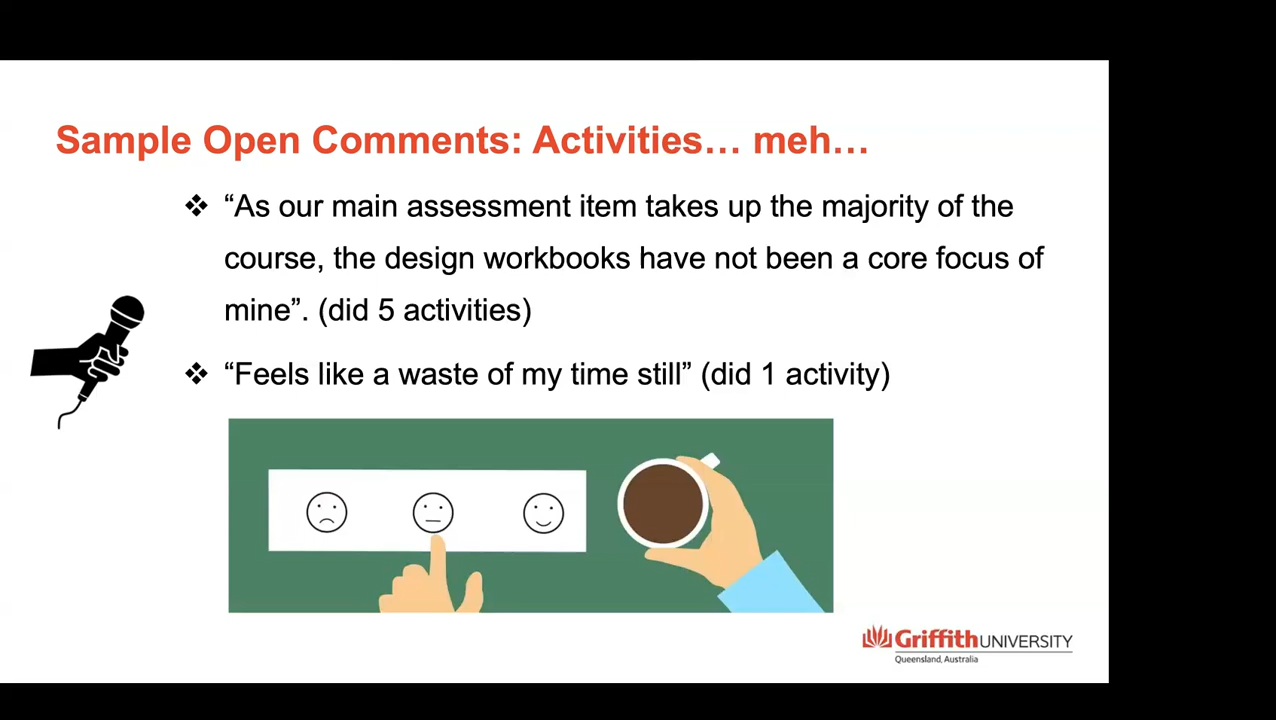 Sample Open Comments: Activities… meh…
❖ “As our main assessment item takes up the majority of the
course, the design workbooks have not been a core focus of
mine”. (did 5 activities)
❖ “Feels like a waste of my time still” (did 1 activity)
Griffith UNIVERSITY
Queensland, Australia